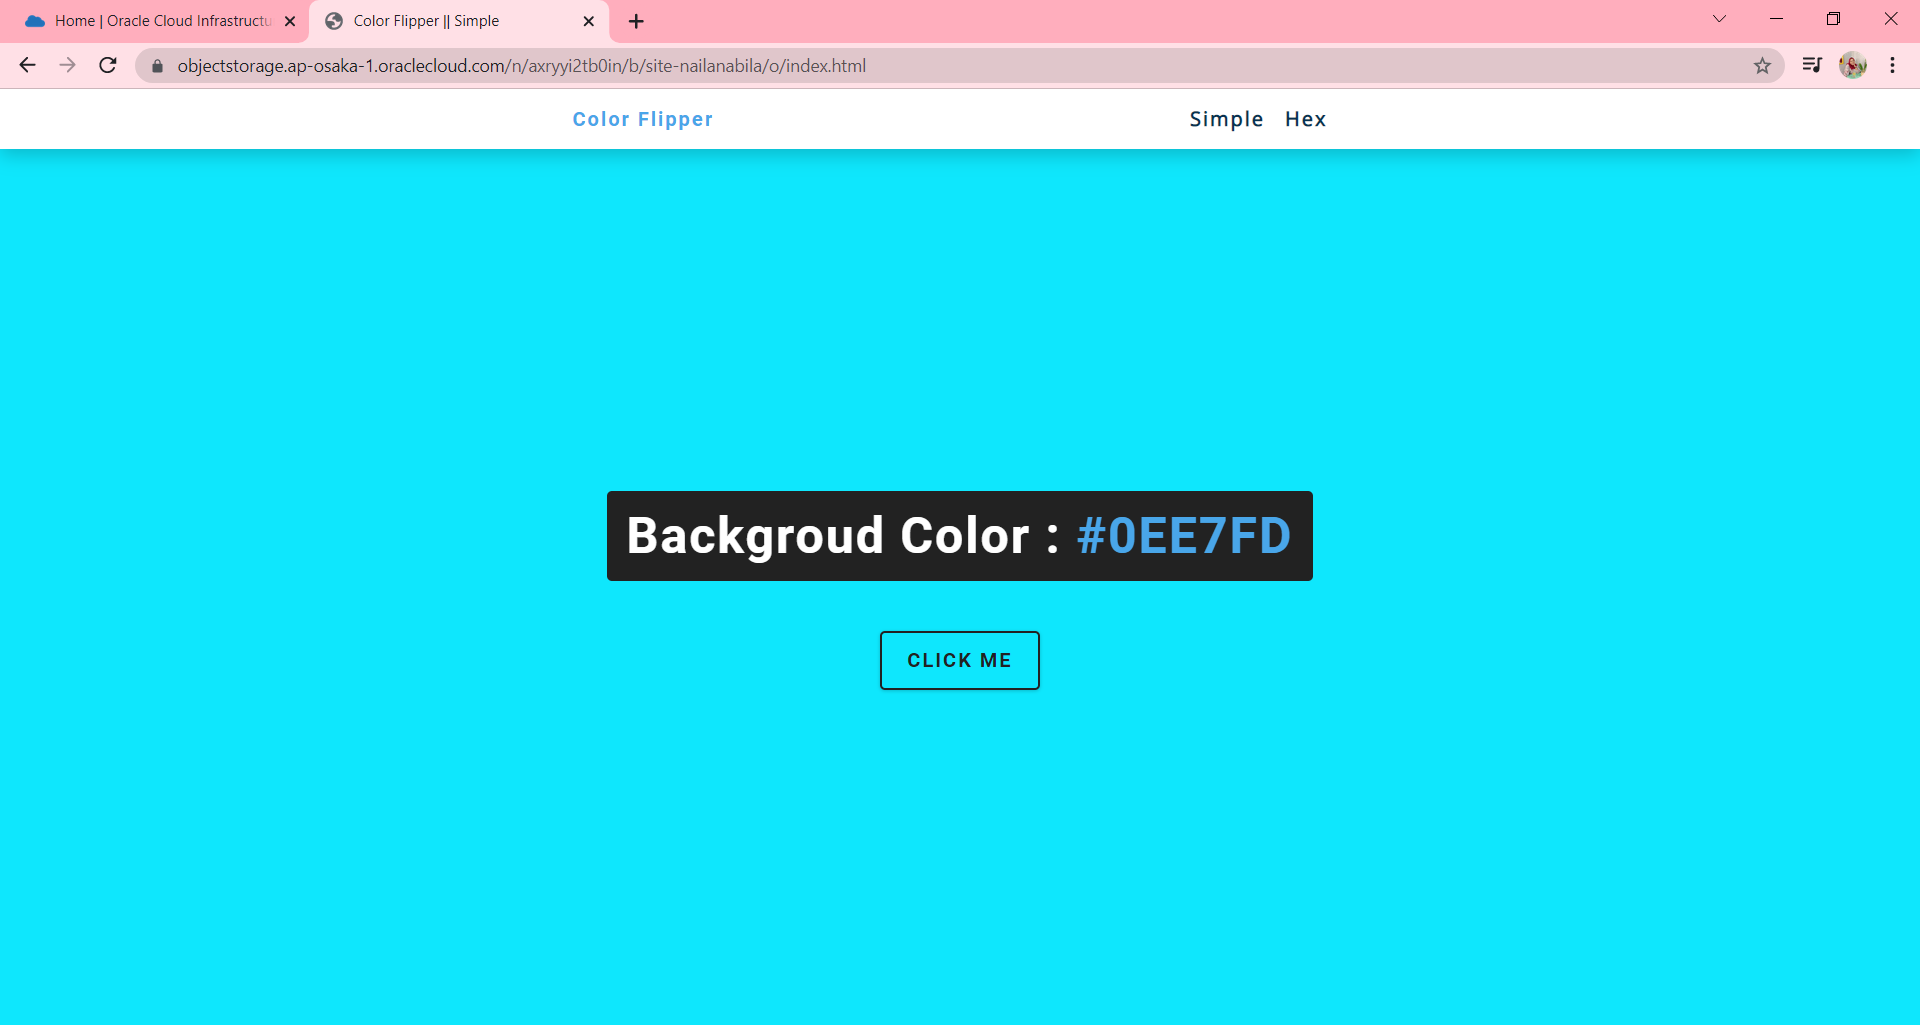 Home | Oracle Cloud Infrastructu
Color Flipper || Simple
objectstorage.ap-osaka-1.oraclecloud.com/n/axryyi2tb0in/b/site-nailanabila/o/index.html
Color Flipper
Simple Hex
Backgroud Color : #0EE7FD
CLICK ME